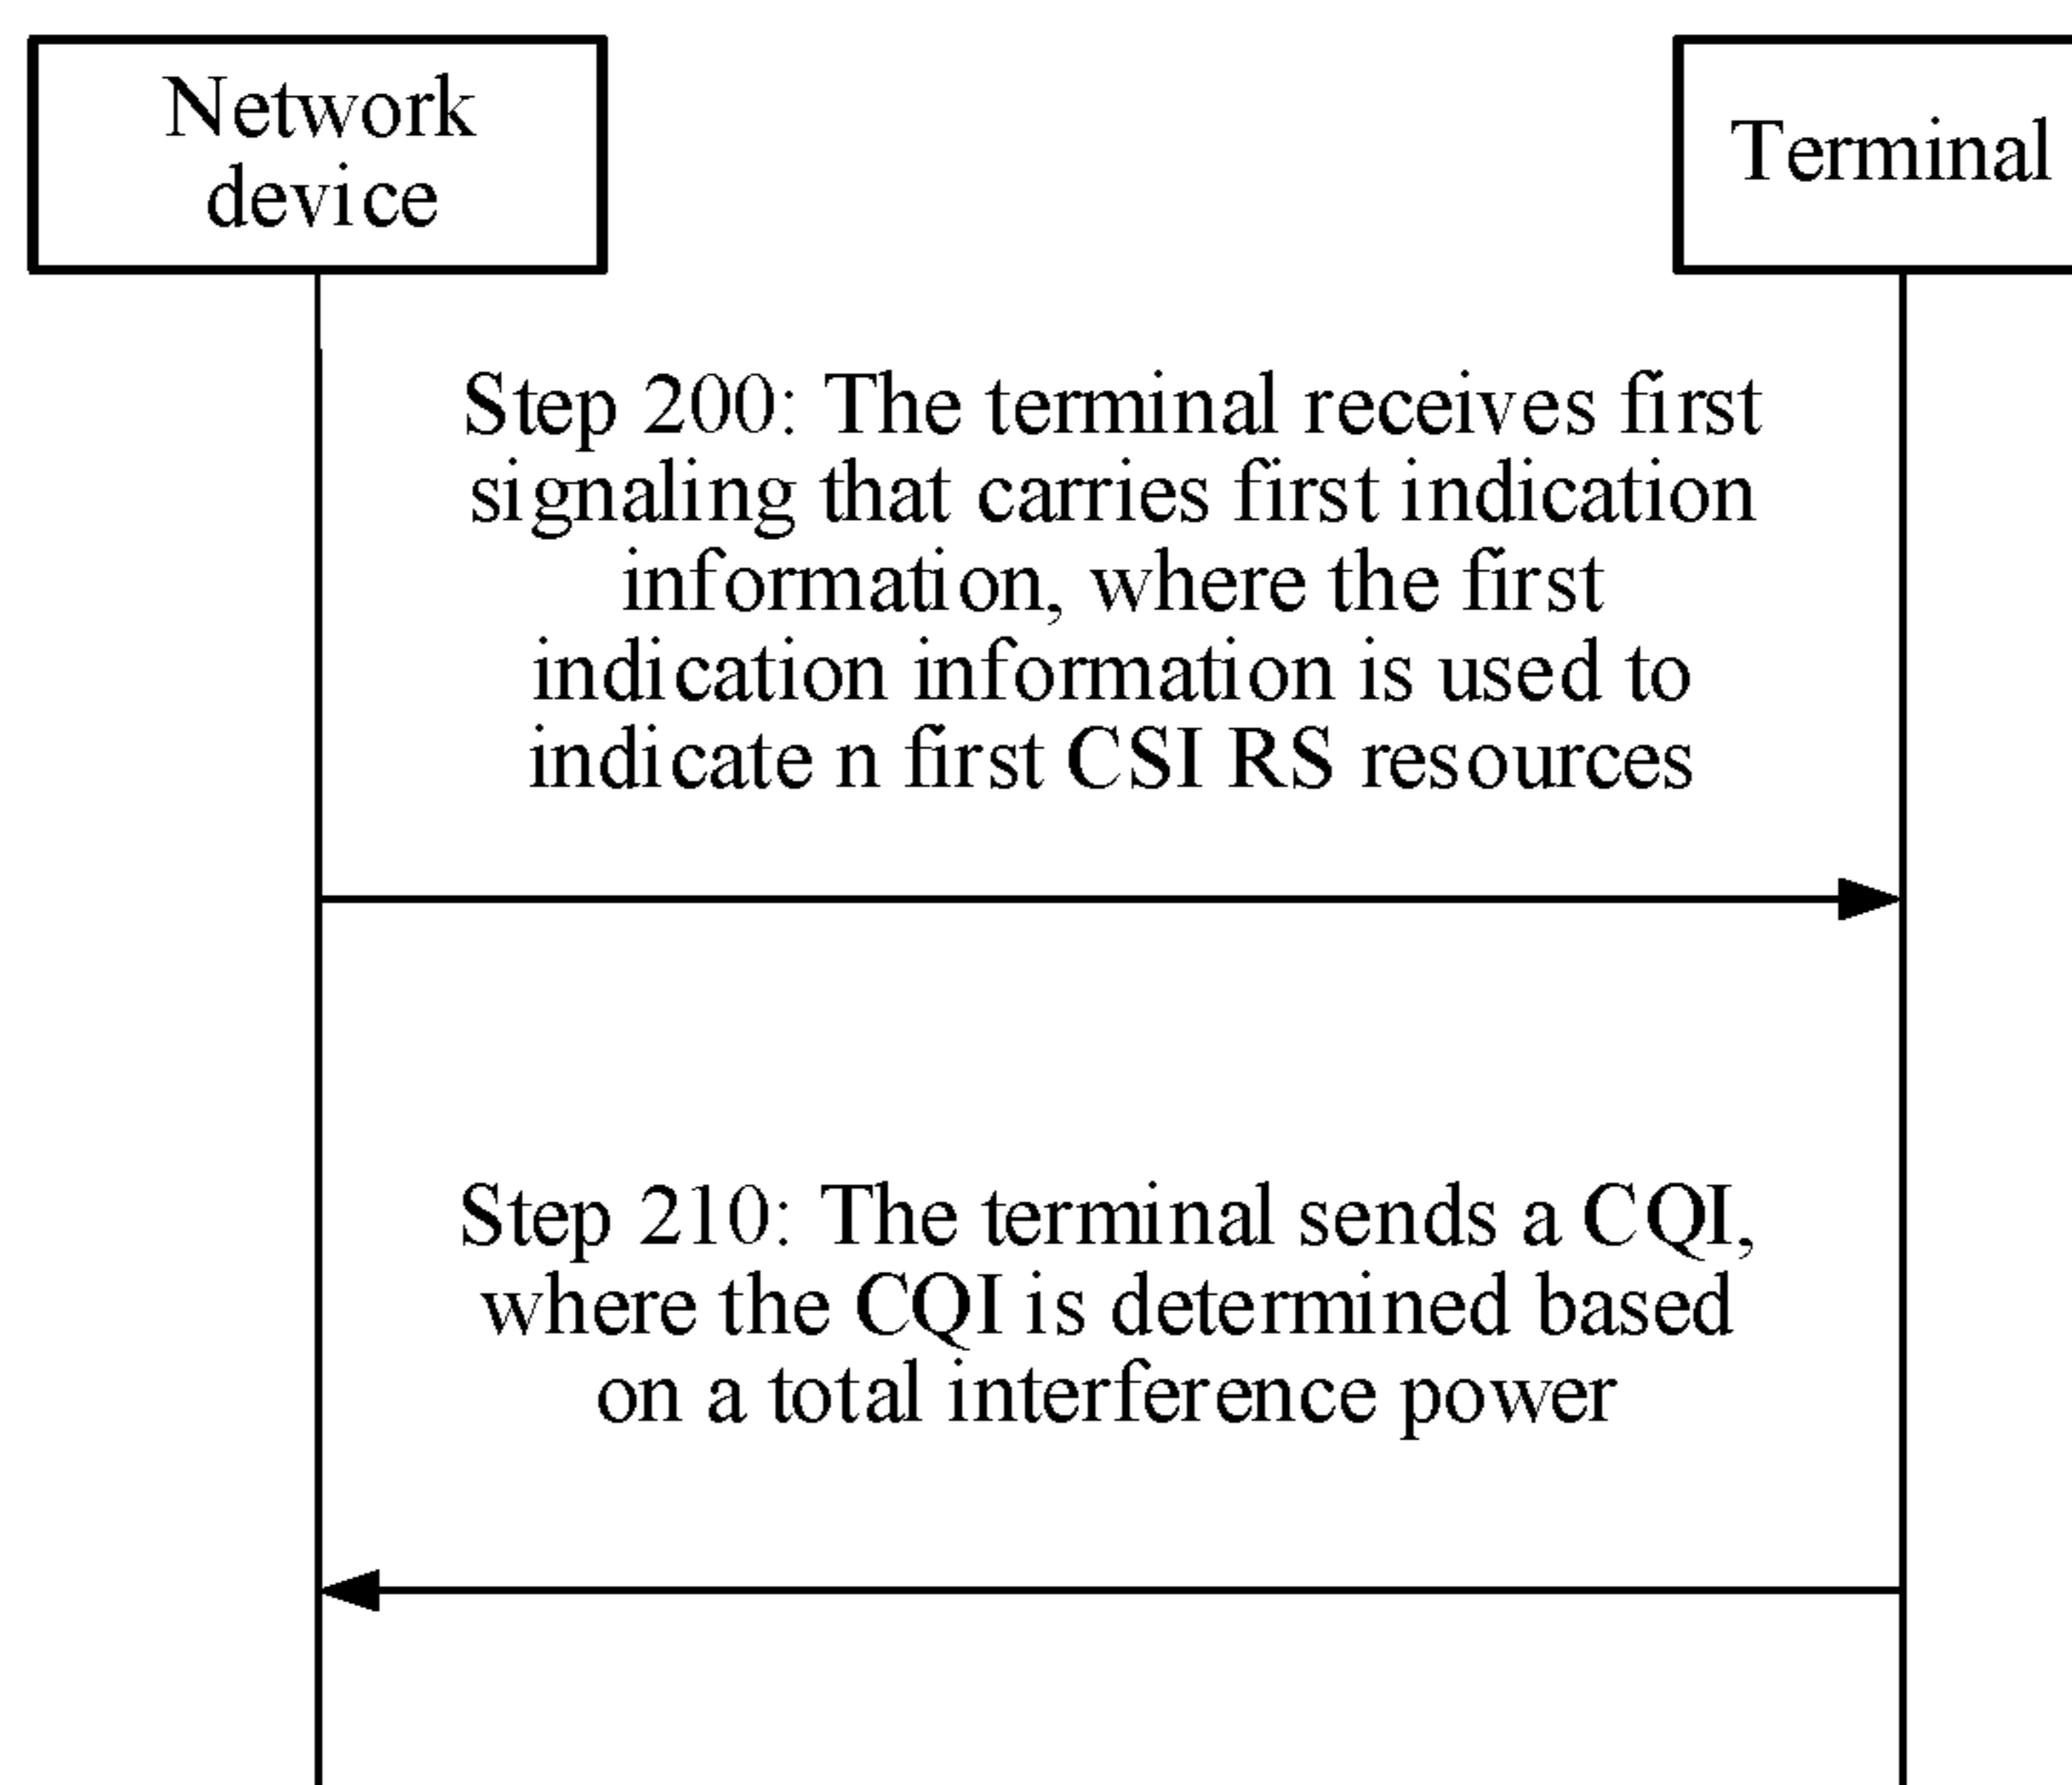 Network
device
Terminal
Step 200: The terminal receives first
signaling that carries first indication
information, where the first
indication information is used to
indicate n first CSI RS resources
Step 210: The terminal sends a CQI,
where the CQI is determined based
on a total interference power